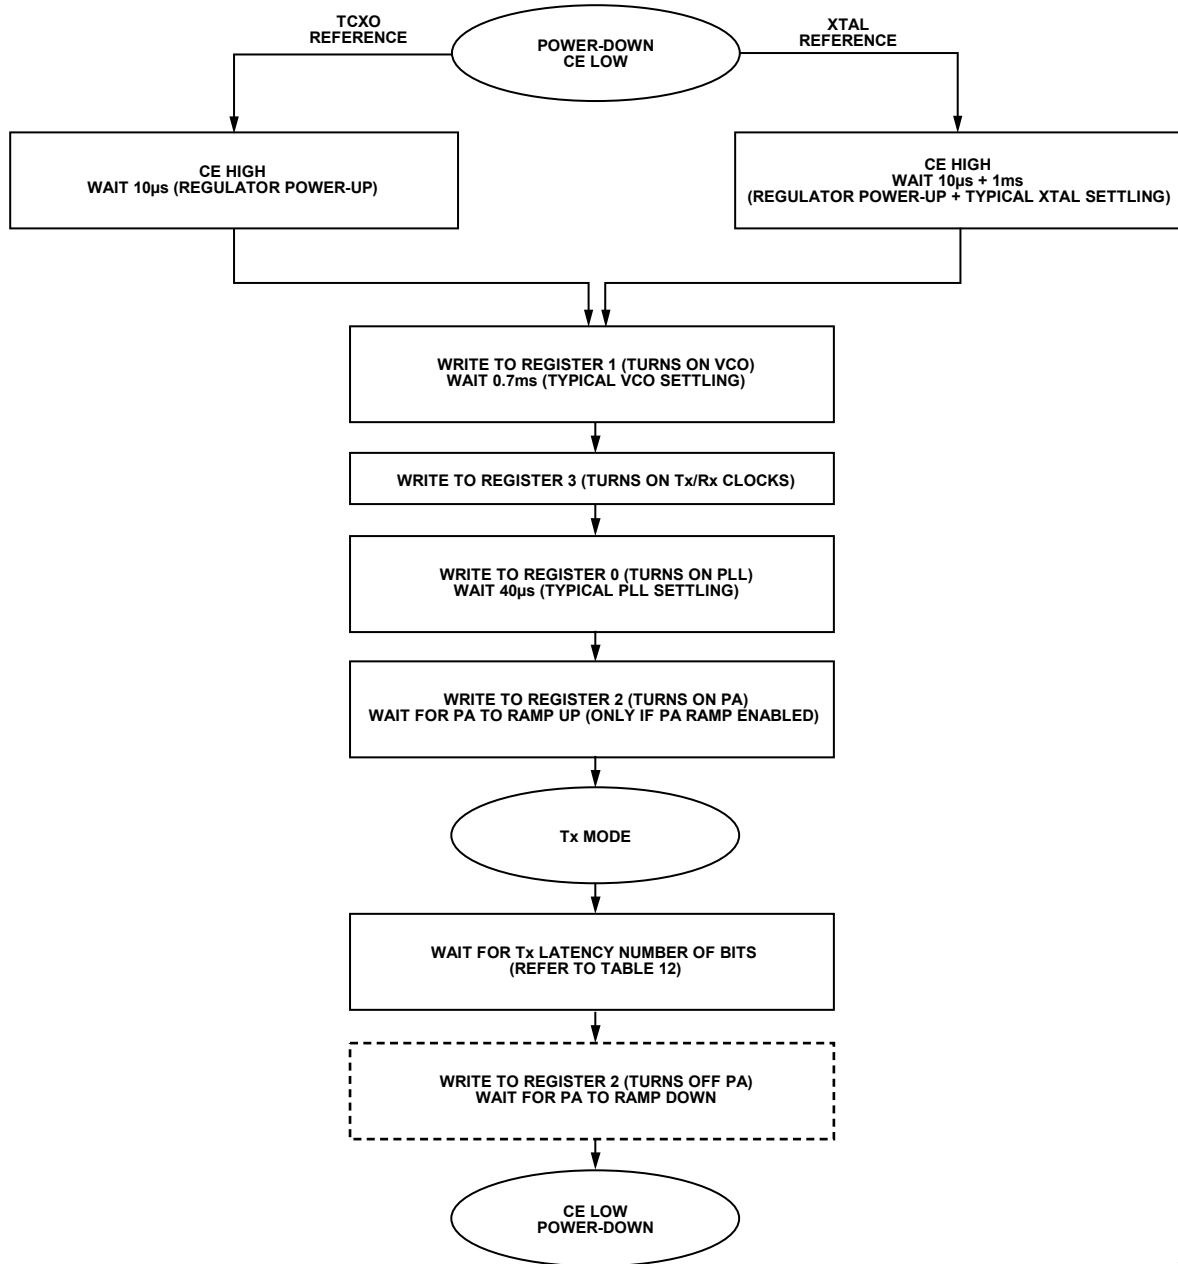 TCXO
REFERENCE
POWER-DOWN
CE LOW
XTAL
REFERENCE
CE HIGH
WAIT 10µs (REGULATOR POWER-UP)
CE HIGH
WAIT 10µs + 1ms
(REGULATOR POWER-UP + TYPICAL XTAL SETTLING)
WRITE TO REGISTER 1 (TURNS ON VCO)
WAIT 0.7ms (TYPICAL VCO SETTLING)
WRITE TO REGISTER 3 (TURNS ON Tx/Rx CLOCKS)
WRITE TO REGISTER 0 (TURNS ON PLL)
WAIT 40µs (TYPICAL PLL SETTLING)
WRITE TO REGISTER 2 (TURNS ON PA)
WAIT FOR PA TO RAMP UP (ONLY IF PA RAMP ENABLED)
Tx MODE
WAIT FOR Tx LATENCY NUMBER OF BITS
(REFER TO TABLE 12)
WRITE TO REGISTER 2 (TURNS OFF PA)
WAIT FOR PA TO RAMP DOWN
CE LOW
POWER-DOWN